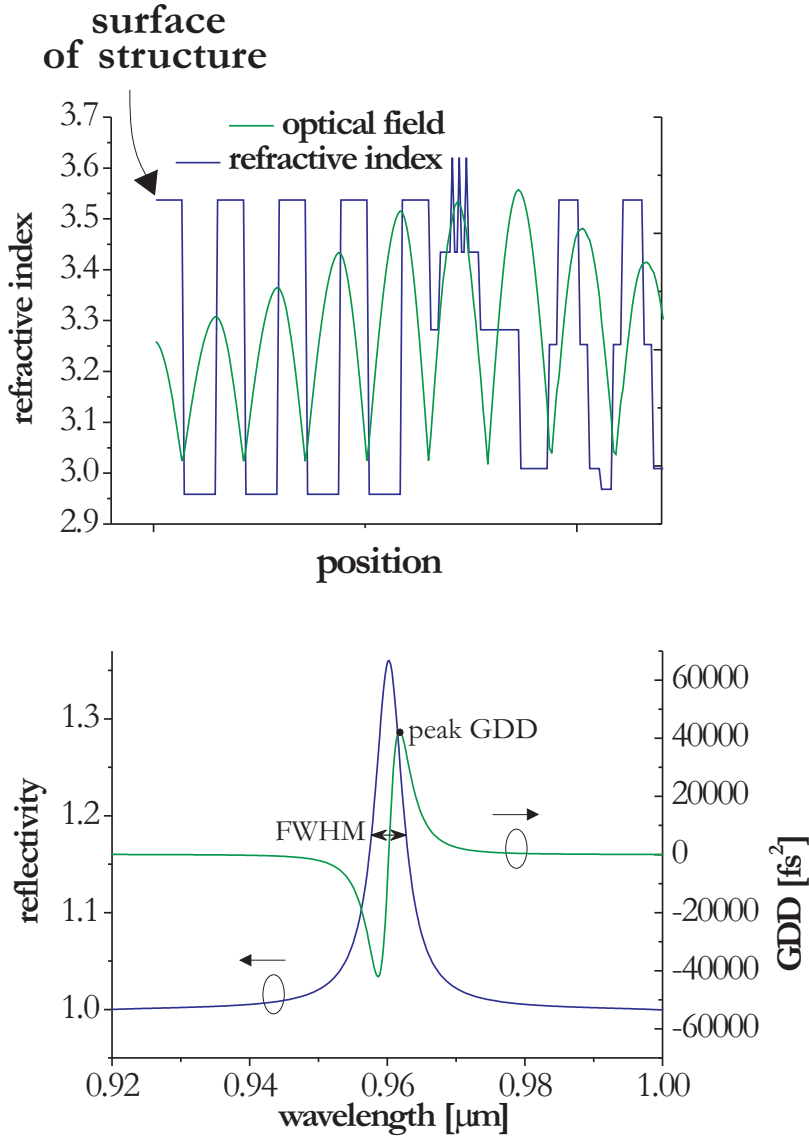 surface
of structure
3.7
3.6
3.5
3.4
3.3
3.2
3.1
3.0
2.9
refractive index
optical field
refractive index
position
1.3
1.2
1.1
1.0
reflectivity
60000
40000
20000
0
-20000
-40000
-60000
GDD [fs²]
peak GDD
FWHM
0.92
0.94
0.96
0.98
1.00
wavelength [µm]